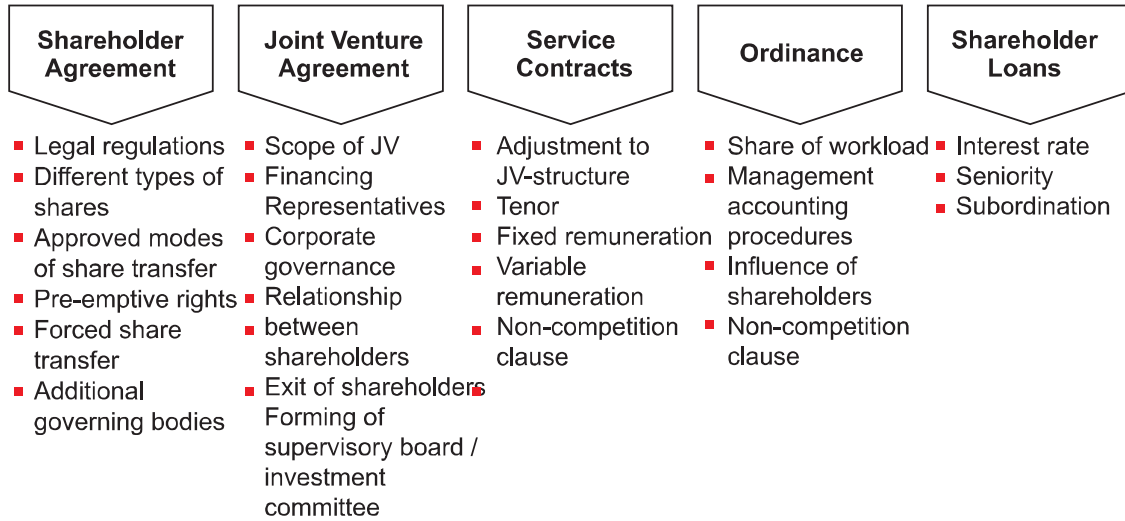 Shareholder
Agreement
Legal regulations
Different types of
shares
Approved modes
of share transfer
Pre-emptive rights
Forced share
transfer
Additional
governing bodies
Joint Venture
Agreement
Scope of JV
Financing
Representatives
Corporate
governance
Relationship
between
shareholders
Exit of shareholders
Forming of
supervisory board /
investment
committee
Service
Contracts
Adjustment to
JV-structure
Tenor
Fixed remuneration
Variable
remuneration
Non-competition
clause
Ordinance
Share of workload
Management
accounting
procedures
Influence of
shareholders
Non-competition
clause
Shareholder
Loans
Interest rate
Seniority
Subordination